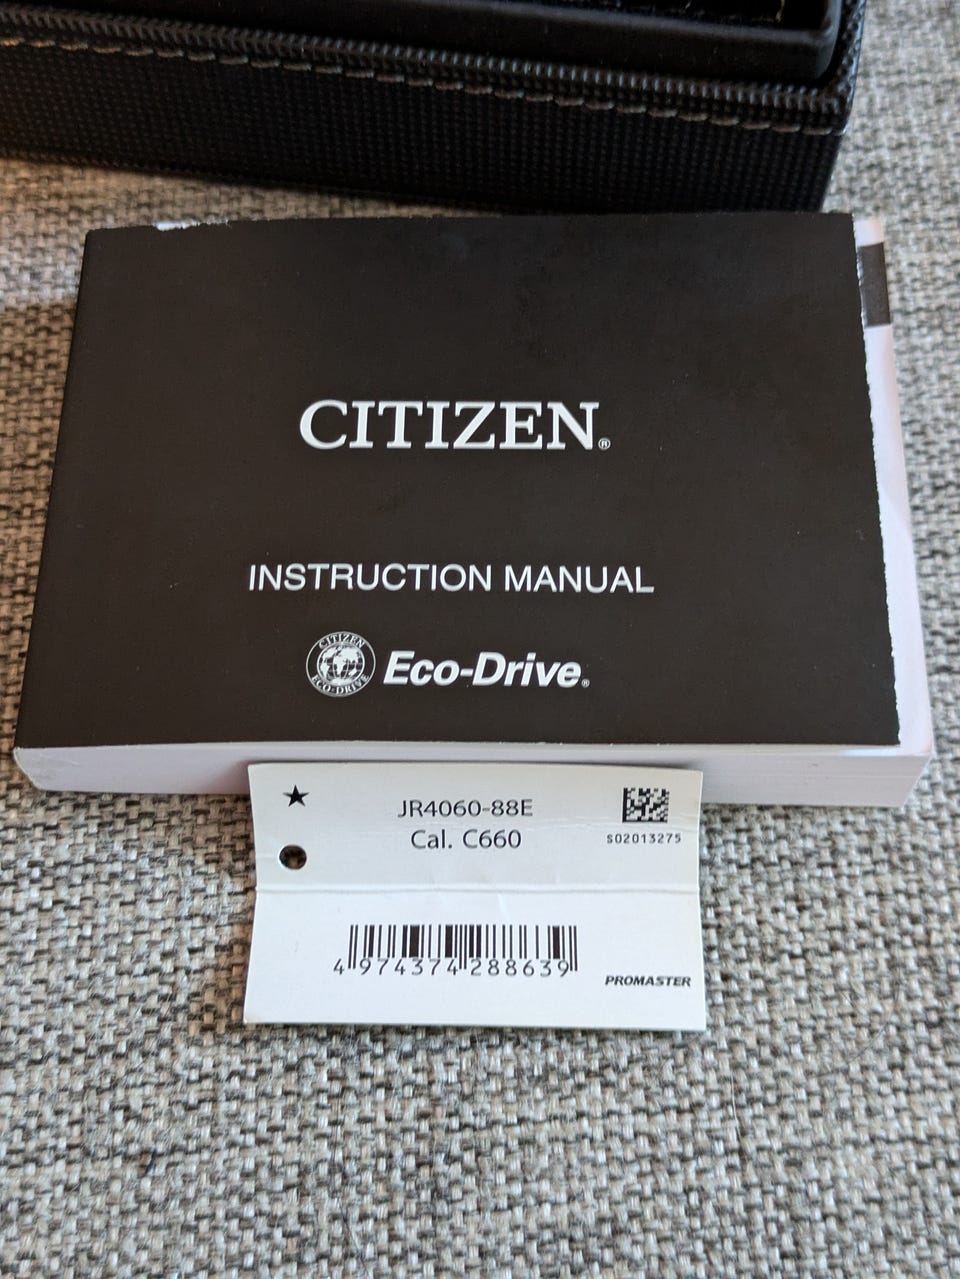 CITIZEN®
INSTRUCTION MANUAL
CITIZEN
ECO-DRIVE
Eco-Drive®
★ JR4060-88E
Cal. C660
S02013275
4 974374 288639
PROMASTER